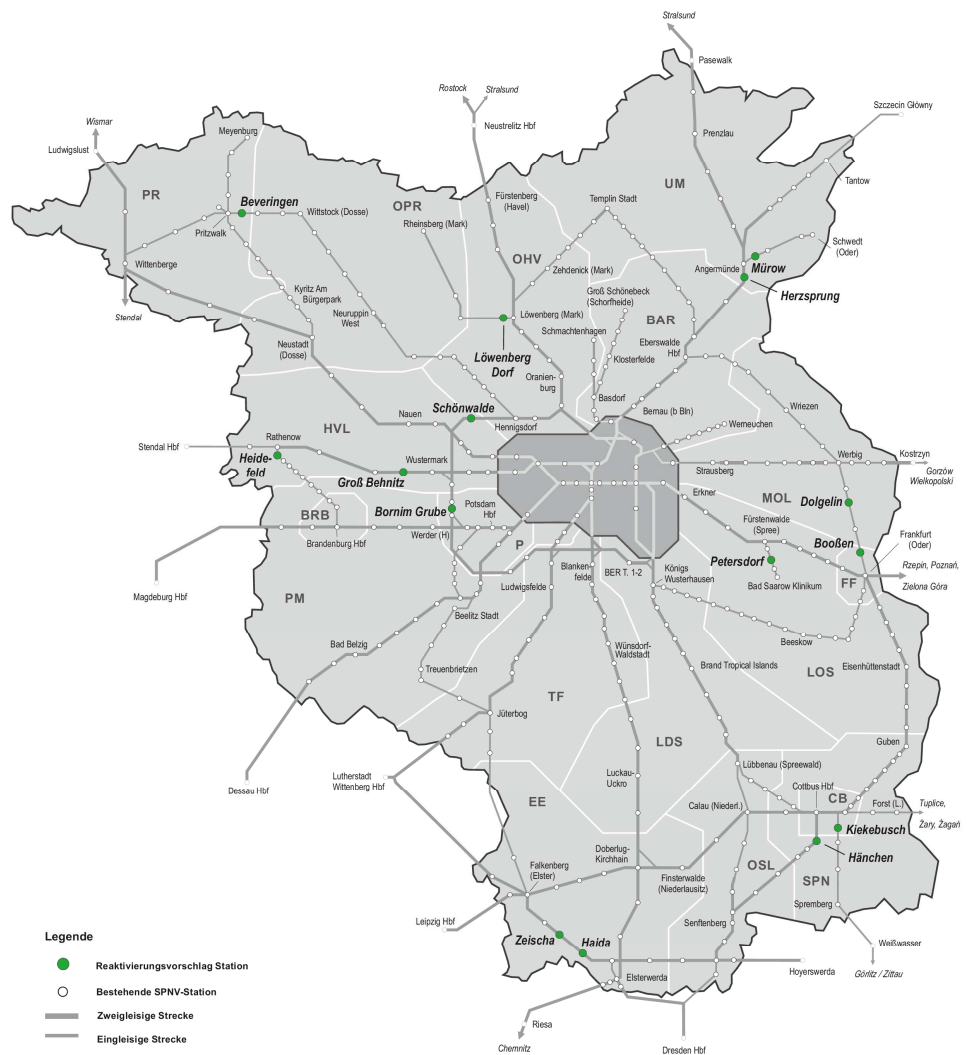 Stralsund
Pasewalk
Rostock
Stralsund
Neustrelitz Hbf
Szczecin Główny
Wismar
Ludwigslust
Meyenburg
Prenzlau
PR
UM
Tantow
Beveringen
OPR
Fürstenberg
(Havel)
Templin Stadt
Wittstock (Dosse)
Rheinsberg (Mark)
Pritzwalk
Schwedt
(Oder)
Wittenberge
OHV
Zehdenick (Mark)
Angermünde
Mürow
Herzsprung
Kyritz Am
Bürgerpark
Groß Schönebeck
(Schorfheide)
Stendal
Neuruppin
West
Löwenberg (Mark)
Schmachtenhagen
BAR
Neustadt
(Dosse)
Löwenberg
Dorf
Klosterfelde
Eberswalde
Hbf
Oranien-
burg
Basdorf
Wriezen
Schönwalde
Nauen
Hennigsdorf
Bernau (b Bln)
Werneuchen
HVL
Stendal Hbf
Rathenow
Heide-
feld
Wustermark
Groß Behnitz
Werbig
Kostrzyn
Strausberg
Gorzów
Wielkopolski
Erkner
MOL
Dolgelin
Bornim Grube
Potsdam
Hbf
BRB
Brandenburg Hbf
Werder (H)
P
Fürstenwalde
(Spree)
Booßen
Frankfurt
(Oder)
Petersdorf
Rzepin, Poznań,
Zielona Góra
FF
Magdeburg Hbf
Ludwigsfelde
Blanken-
felde
BER T. 1-2
Königs
Wusterhausen
Bad Saarow Klinikum
PM
Beelitz Stadt
Bad Belzig
Beeskow
Treuenbrietzen
Wünsdorf-
Waldstadt
Brand Tropical Islands
LOS
Eisenhüttenstadt
TF
Jüterbog
LDS
Guben
Dessau Hbf
Lutherstadt
Wittenberg Hbf
Luckau-
Uckro
Lübbenau (Spreewald)
Cottbus Hbf
CB
EE
Calau (Niederl.)
Forst (L.)
Tuplice,
Żary, Żagań
Kiekebusch
Doberlug-
Kirchhain
Hänchen
OSL
Falkenberg
(Elster)
Finsterwalde
(Niederlausitz)
SPN
Spremberg
Leipzig Hbf
Senftenberg
Zeischa
Haida
Weißwasser
Görlitz / Zittau
Elsterwerda
Hoyerswerda
Riesa
Chemnitz
Dresden Hbf
Legende
Reaktivierungsvorschlag Station
Bestehende SPNV-Station
Zweigleisige Strecke
Eingleisige Strecke